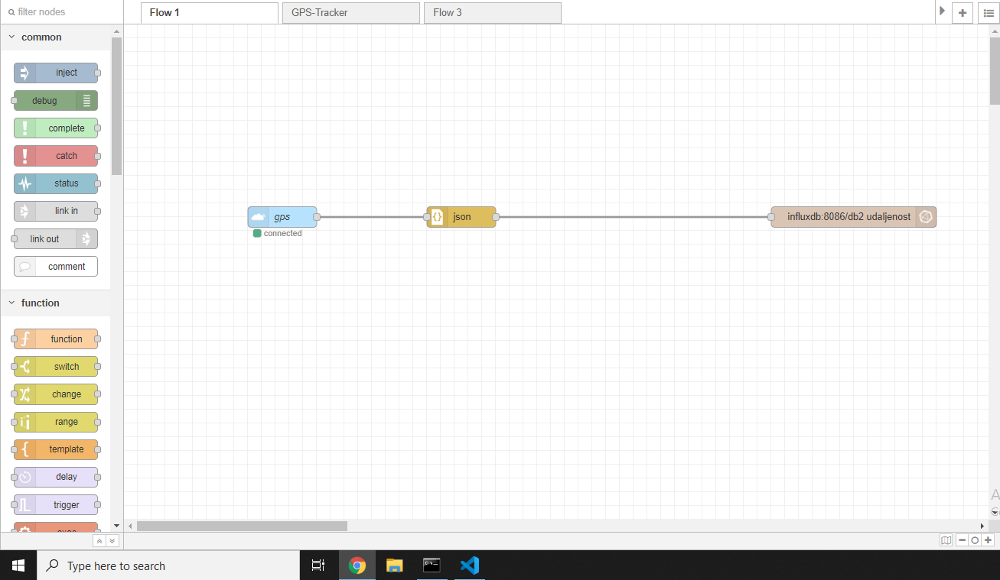 filter nodes
Flow 1
GPS-Tracker
Flow 3
common
inject
debug
complete
catch
status
link in
link out
comment
function
function
switch
change
range
template
delay
trigger
exec
gps
connected
json
influxdb:8086/db2 udaljenost
Type here to search